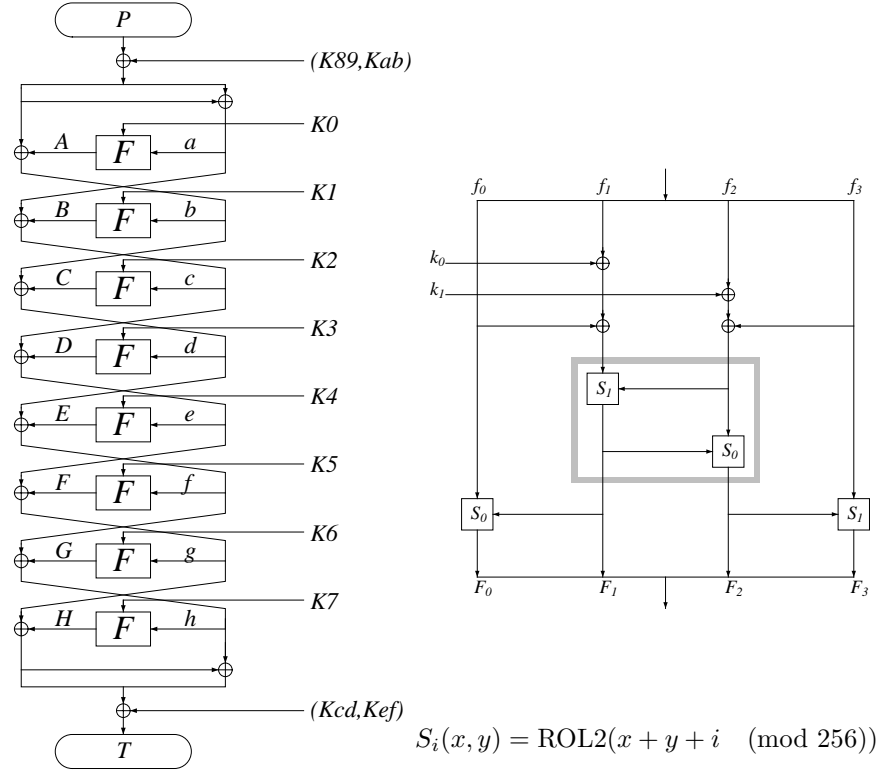 P
(K89,Kab)
K0
A F a
K1
B F b
K2
C F c
K3
D F d
K4
E F e
K5
F F f
K6
G F g
K7
H F h
(Kcd,Kef)
T
f0 f1 f2 f3
k0
k1
S1
S0
S0 S1
F0 F1 F2 F3
Si(x, y) = ROL2(x + y + i (mod 256))